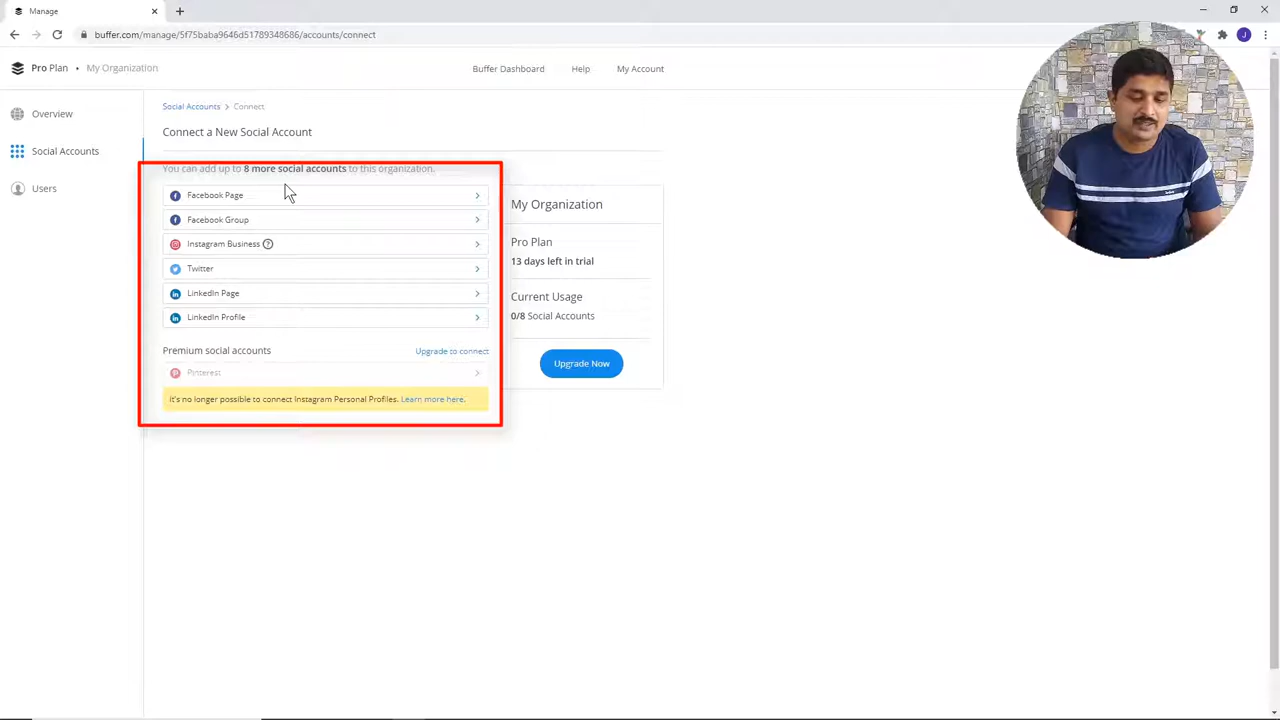 Manage
buffer.com/manage/5f75baba9646d51789348686/accounts/connect
J
Pro Plan • My Organization
Buffer Dashboard
Help
My Account
Overview
Social Accounts
Users
Social Accounts > Connect
Connect a New Social Account
You can add up to 8 more social accounts to this organization.
Facebook Page
Facebook Group
Instagram Business ?
Twitter
LinkedIn Page
LinkedIn Profile
Premium social accounts
Upgrade to connect
Pinterest
it's no longer possible to connect Instagram Personal Profiles. Learn more here.
My Organization
Pro Plan
13 days left in trial
Current Usage
0/8 Social Accounts
Upgrade Now